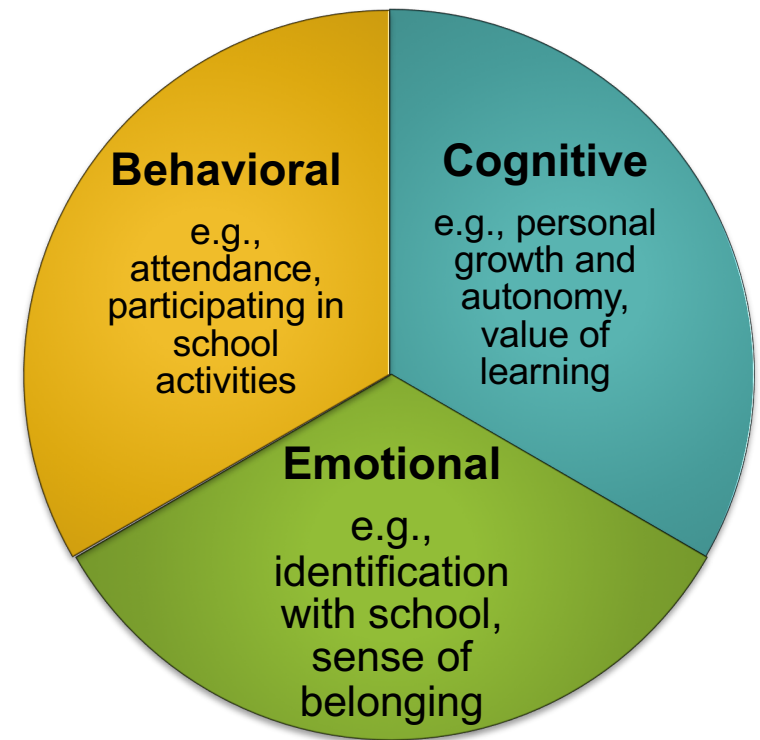 Behavioral
e.g.,
attendance,
participating in
school
activities
Cognitive
e.g., personal
growth and
autonomy,
value of
learning
Emotional
e.g.,
identification
with school,
sense of
belonging